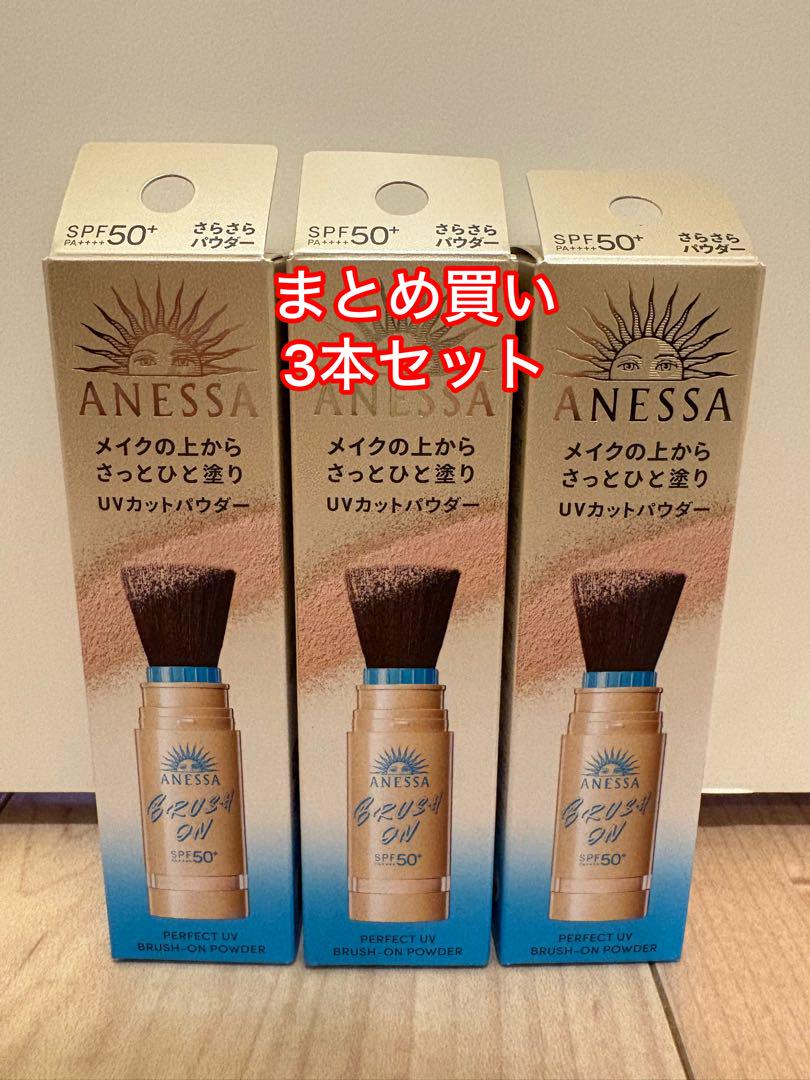 SPF50+
PA++++
さらさら
パウダー
SPF50+
PA++++
さらさら
パウダー
SPF50+
PA++++
さらさら
パウダー
まとめ買い
3本セット
ANESSA
メイクの上から
さっとひと塗り
UVカットパウダー
ANESSA
BRUSH
ON
SPF50+
PA++++
PERFECT UV
BRUSH-ON POWDER
ANESSA
メイクの上から
さっとひと塗り
UVカットパウダー
ANESSA
BRUSH
ON
SPF50+
PA++++
PERFECT UV
BRUSH-ON POWDER
ANESSA
メイクの上から
さっとひと塗り
UVカットパウダー
ANESSA
BRUSH
ON
SPF50+
PA++++
PERFECT UV
BRUSH-ON POWDER